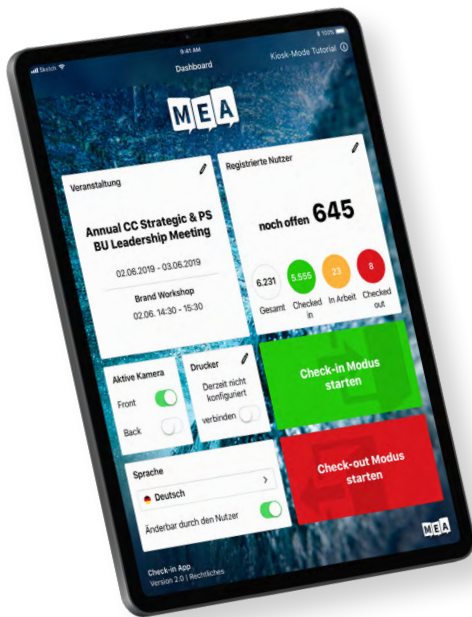 Sketch
9:41 AM
100%
Dashboard
Kiosk-Mode Tutorial
MEA
Veranstaltung
Annual CC Strategic & PS
BU Leadership Meeting
02.06.2019 - 03.06.2019
Brand Workshop
02.06. 14:30 - 15:30
Registrierte Nutzer
noch offen 645
6.231
5.555
23
8
Gesamt
Checked
in
In Arbeit
Checked
out
Aktive Kamera
Front
Back
Drucker
Derzeit nicht
konfiguriert
verbinden
Check-in Modus
starten
Sprache
Deutsch
Änderbar durch den Nutzer
Check-out Modus
starten
Check-in App
Version 2.0 | Rechtliches
MEA